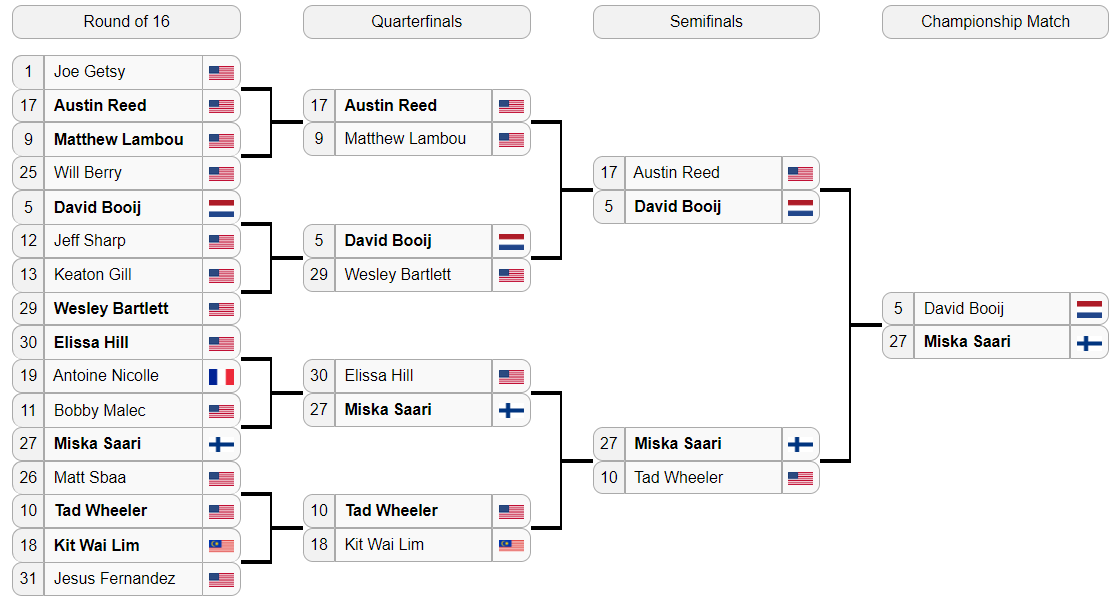 Round of 16
Quarterfinals
Semifinals
Championship Match
1 Joe Getsy
17 Austin Reed
9 Matthew Lambou
25 Will Berry
5 David Booij
12 Jeff Sharp
13 Keaton Gill
29 Wesley Bartlett
30 Elissa Hill
19 Antoine Nicolle
11 Bobby Malec
27 Miska Saari
26 Matt Sbaa
10 Tad Wheeler
18 Kit Wai Lim
31 Jesus Fernandez
17 Austin Reed
9 Matthew Lambou
5 David Booij
29 Wesley Bartlett
30 Elissa Hill
27 Miska Saari
10 Tad Wheeler
18 Kit Wai Lim
17 Austin Reed
5 David Booij
27 Miska Saari
10 Tad Wheeler
5 David Booij
27 Miska Saari